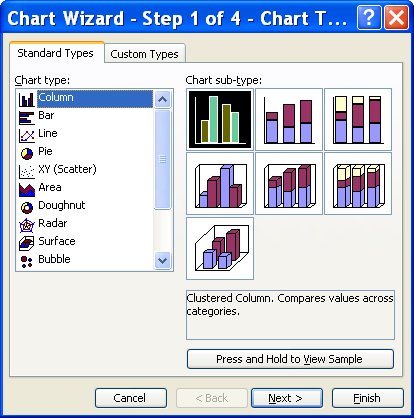 Chart Wizard - Step 1 of 4 - Chart T...
Standard Types
Custom Types
Chart type:
Column
Bar
Line
Pie
XY (Scatter)
Area
Doughnut
Radar
Surface
Bubble
Chart sub-type:
Clustered Column. Compares values across
categories.
Press and Hold to View Sample
Cancel
< Back
Next >
Finish